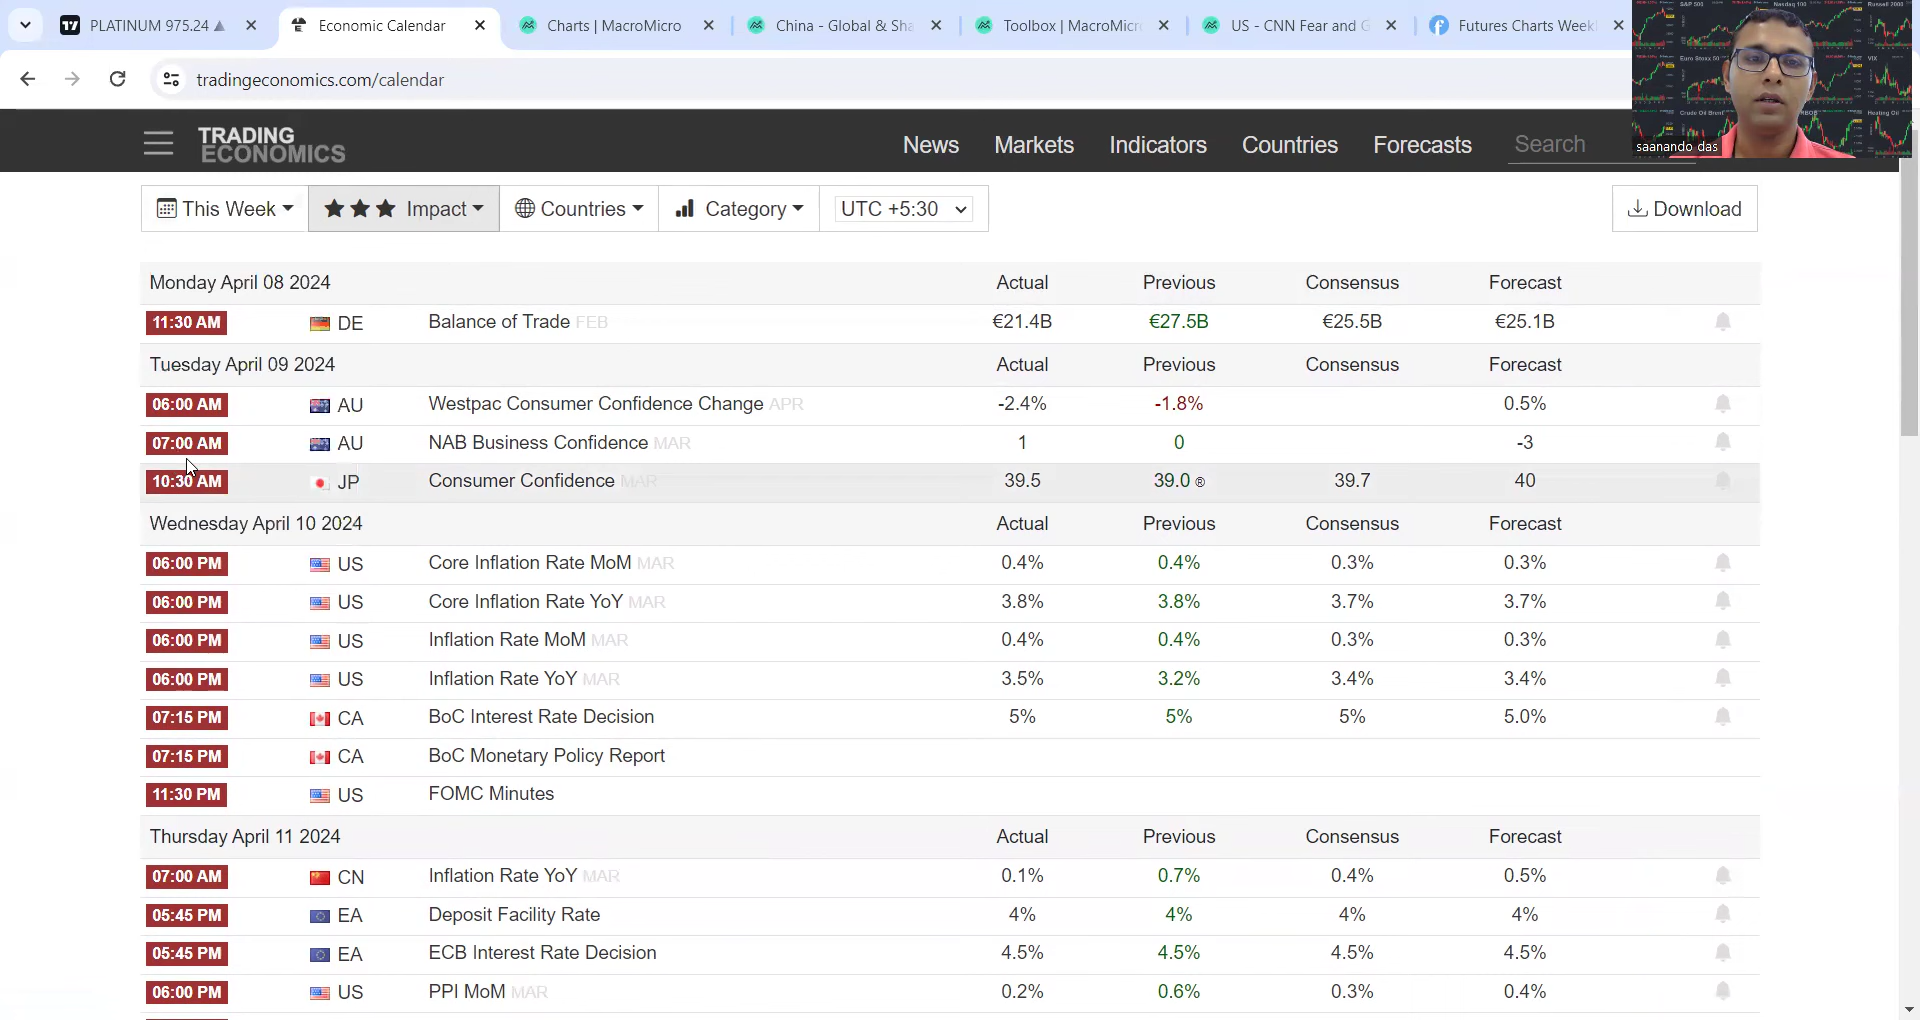 PLATINUM 975.24
Economic Calendar
Charts | MacroMicro
China - Global & Sha
Toolbox | MacroMicro
US - CNN Fear and G
Futures Charts Week
tradingeconomics.com/calendar
TRADING
ECONOMICS
News Markets Indicators Countries Forecasts Search
saanando das
This Week Impact Countries Category UTC +5:30 Download
Monday April 08 2024 Actual Previous Consensus Forecast
11:30 AM DE Balance of Trade FEB €21.4B €27.5B €25.5B €25.1B
Tuesday April 09 2024 Actual Previous Consensus Forecast
06:00 AM AU Westpac Consumer Confidence Change APR -2.4% -1.8% 0.5%
07:00 AM AU NAB Business Confidence MAR 1 0 -3
10:30 AM JP Consumer Confidence MAR 39.5 39.0 ® 39.7 40
Wednesday April 10 2024 Actual Previous Consensus Forecast
06:00 PM US Core Inflation Rate MoM MAR 0.4% 0.4% 0.3% 0.3%
06:00 PM US Core Inflation Rate YoY MAR 3.8% 3.8% 3.7% 3.7%
06:00 PM US Inflation Rate MoM MAR 0.4% 0.4% 0.3% 0.3%
06:00 PM US Inflation Rate YoY MAR 3.5% 3.2% 3.4% 3.4%
07:15 PM CA BoC Interest Rate Decision 5% 5% 5% 5.0%
07:15 PM CA BoC Monetary Policy Report
11:30 PM US FOMC Minutes
Thursday April 11 2024 Actual Previous Consensus Forecast
07:00 AM CN Inflation Rate YoY MAR 0.1% 0.7% 0.4% 0.5%
05:45 PM EA Deposit Facility Rate 4% 4% 4% 4%
05:45 PM EA ECB Interest Rate Decision 4.5% 4.5% 4.5% 4.5%
06:00 PM US PPI MoM MAR 0.2% 0.6% 0.3% 0.4%